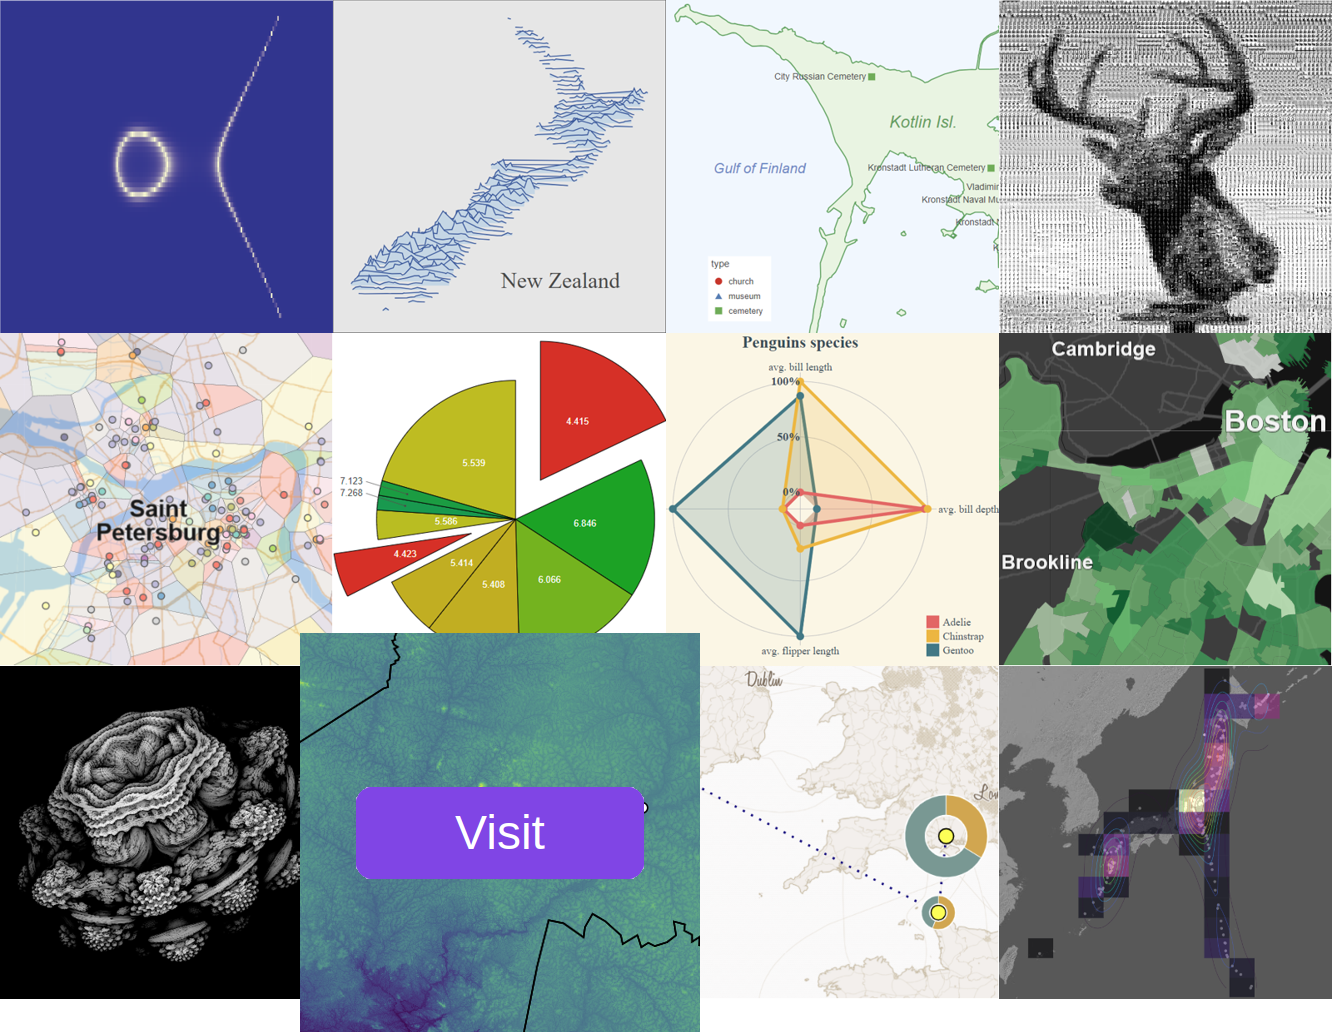 New Zealand
City Russian Cemetery
Kotlin Isl.
Gulf of Finland
Kronstadt Lutheran Cemetery
Vladimir
Kronstadt Naval Mu
Kronstadt
type
church
museum
cemetery
Saint
Petersburg
4.415
5.539
7.123
7.268
5.586
6.846
4.423
5.414
5.408
6.066
Penguins species
avg. bill length
100%
50%
0%
avg. bill depth
avg. flipper length
Adelie
Chinstrap
Gentoo
Cambridge
Boston
Brookline
Visit
Dublin